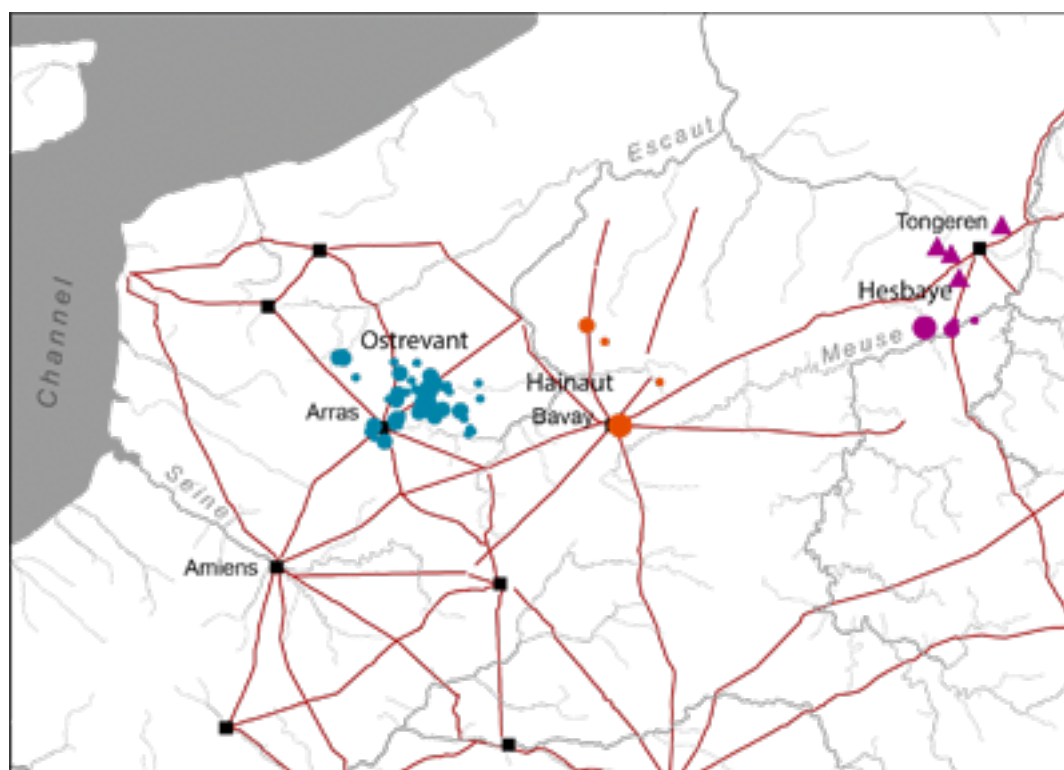 Escaut
Tongeren
Channel
Hesbaye
Ostrevant
Meuse
Hainaut
Arras
Bavay
Seine
Amiens